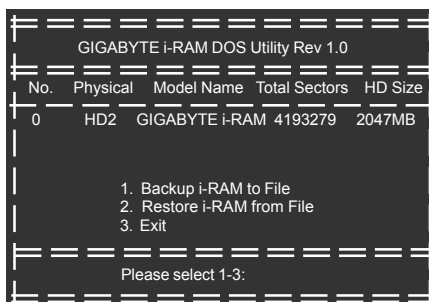 GIGABYTE i-RAM DOS Utility Rev 1.0
No. Physical Model Name Total Sectors HD Size
0 HD2 GIGABYTE i-RAM 4193279 2047MB
1. Backup i-RAM to File
2. Restore i-RAM from File
3. Exit
Please select 1-3: